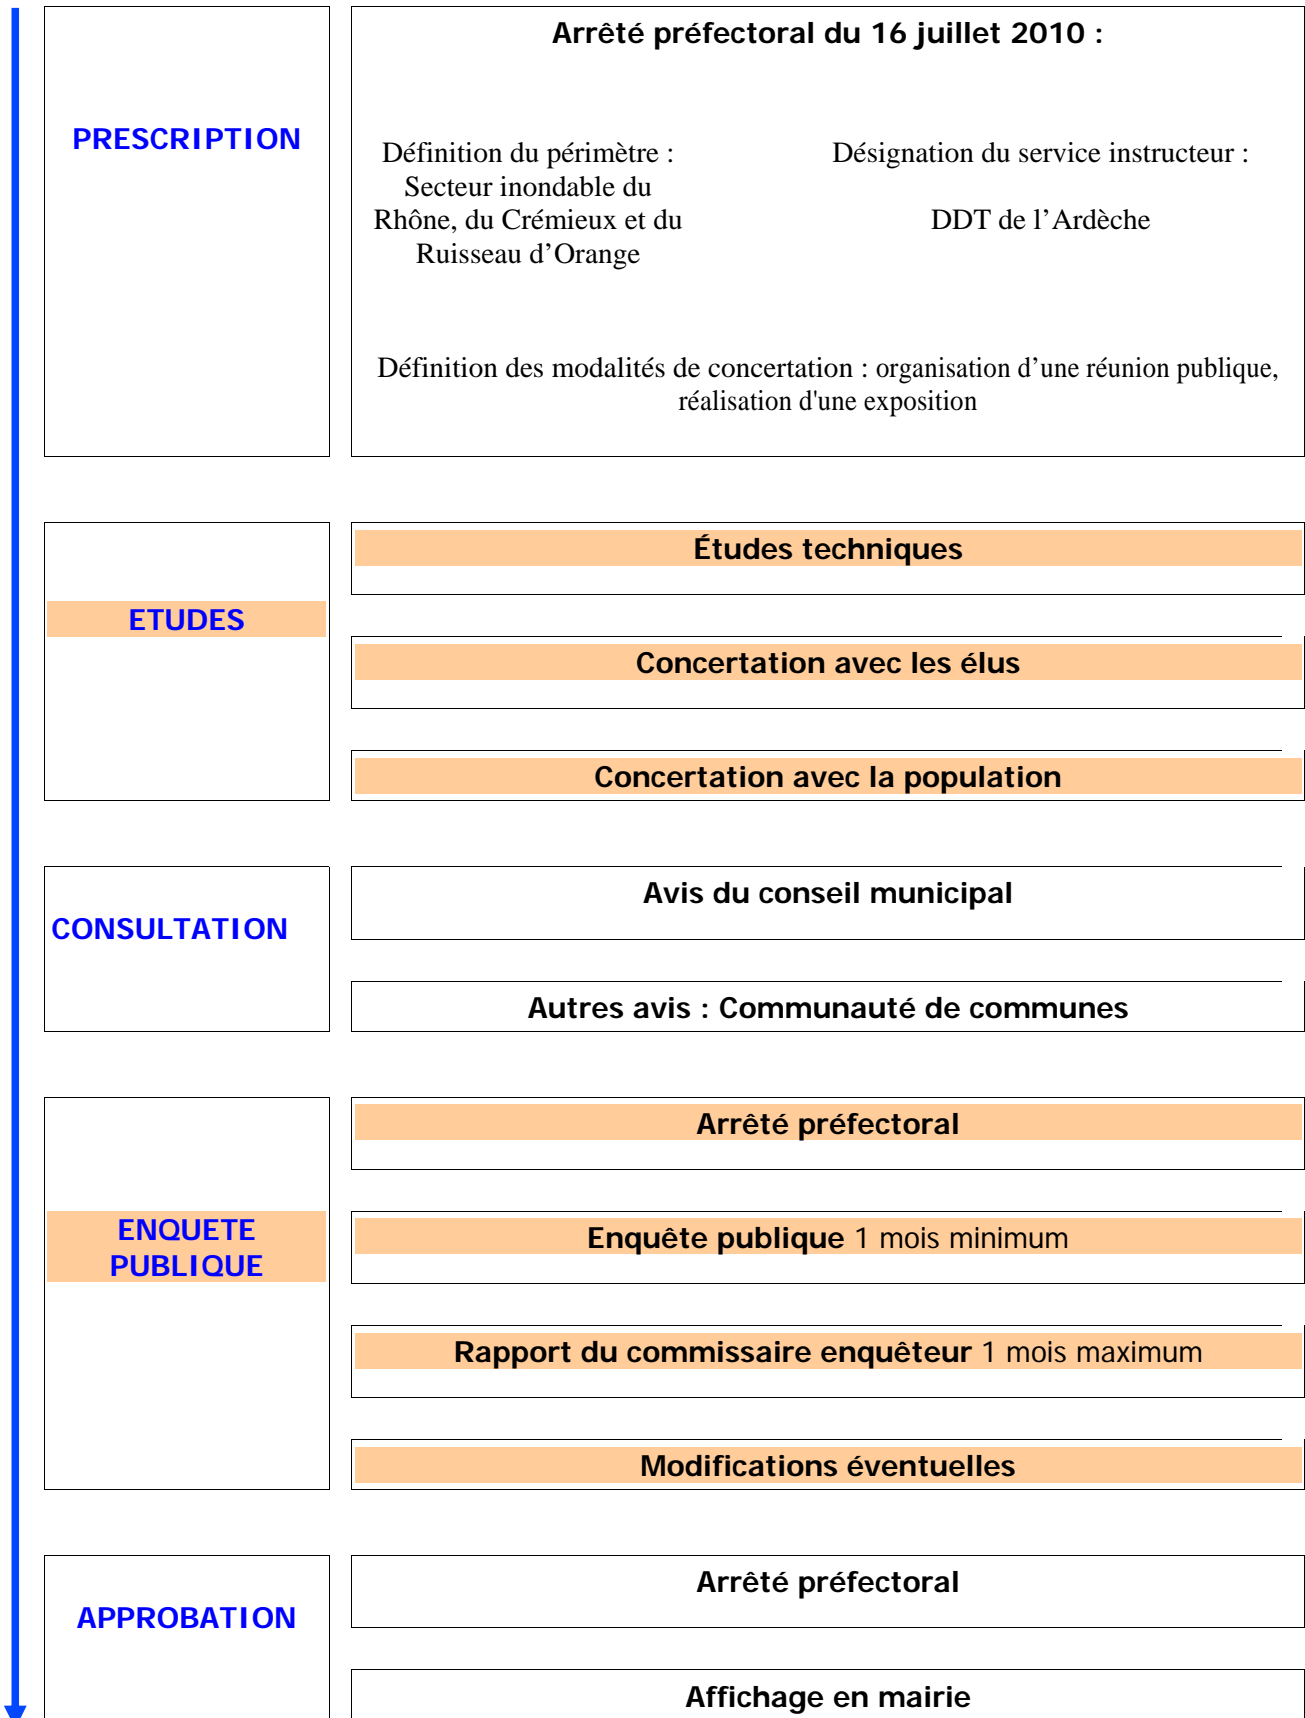 PRESCRIPTION
Arrêté préfectoral du 16 juillet 2010 :
Définition du périmètre :
Secteur inondable du
Rhône, du Crémieux et du
Ruisseau d’Orange
Désignation du service instructeur :
DDT de l’Ardèche
Définition des modalités de concertation : organisation d’une réunion publique,
réalisation d'une exposition
ETUDES
Études techniques
Concertation avec les élus
Concertation avec la population
CONSULTATION
Avis du conseil municipal
Autres avis : Communauté de communes
ENQUETE
PUBLIQUE
Arrêté préfectoral
Enquête publique 1 mois minimum
Rapport du commissaire enquêteur 1 mois maximum
Modifications éventuelles
APPROBATION
Arrêté préfectoral
Affichage en mairie